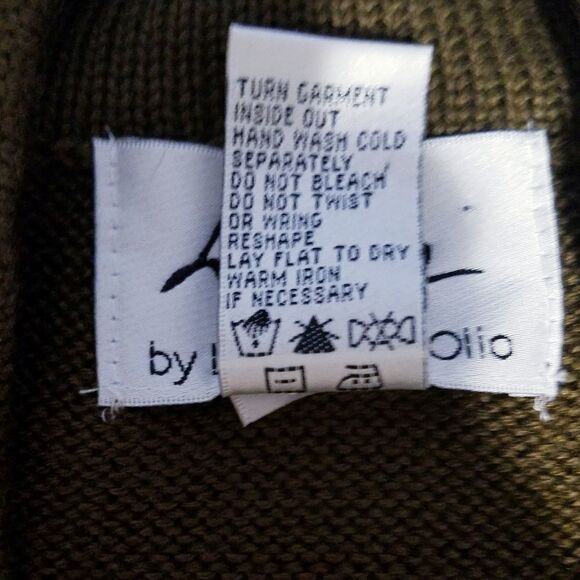 TURN GARMENT
INSIDE OUT
HAND WASH COLD
SEPARATELY
DO NOT BLEACH
DO NOT TWIST
OR WRING
RESHAPE
LAY FLAT TO DRY
WARM IRON
IF NECESSARY
by Olio